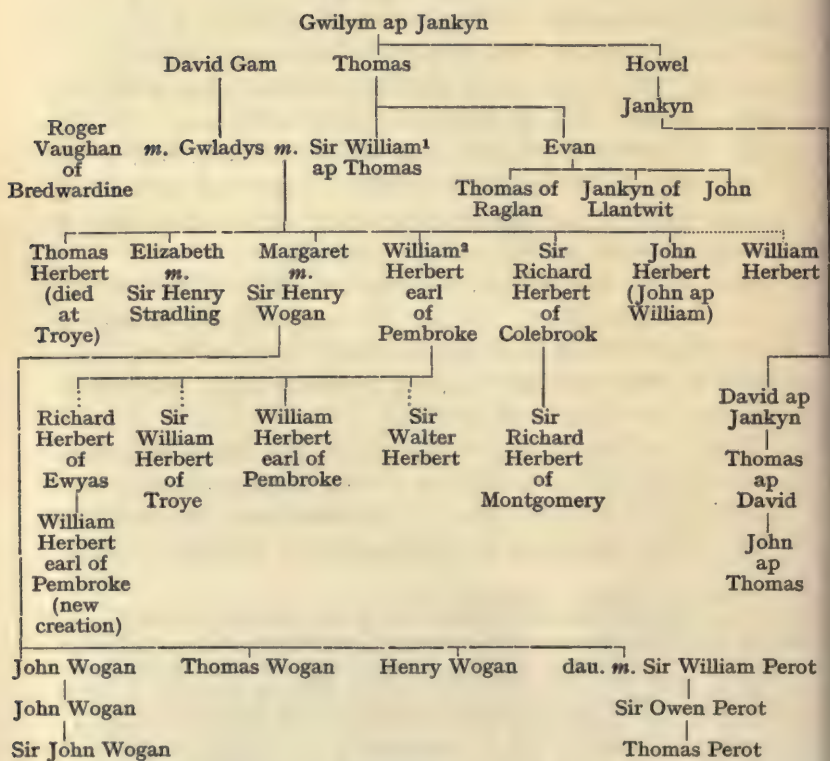 Gwilym ap Jankyn
David Gam Thomas Howel
Jankyn
Roger
Vaughan m. Gwladys m. Sir William¹ Evan
of ap Thomas
Bredwardine Thomas of Jankyn of John
Raglan Llantwit
Thomas Elizabeth Margaret William² Sir John William
Herbert m. m. Herbert Richard Herbert Herbert
(died Sir Henry Sir Henry earl Herbert (John ap
at Stradling Wogan of of William)
Troye) Pembroke Colebrook
David ap
Richard Sir William Sir Sir Jankyn
Herbert William Herbert Walter Richard
of Herbert earl of Herbert Herbert Thomas
Ewyas of Pembroke of ap
Troye Montgomery David
William
Herbert John
earl of ap
Pembroke Thomas
(new
creation)
John Wogan Thomas Wogan Henry Wogan dau. m. Sir William Perot
John Wogan Sir Owen Perot
Sir John Wogan Thomas Perot